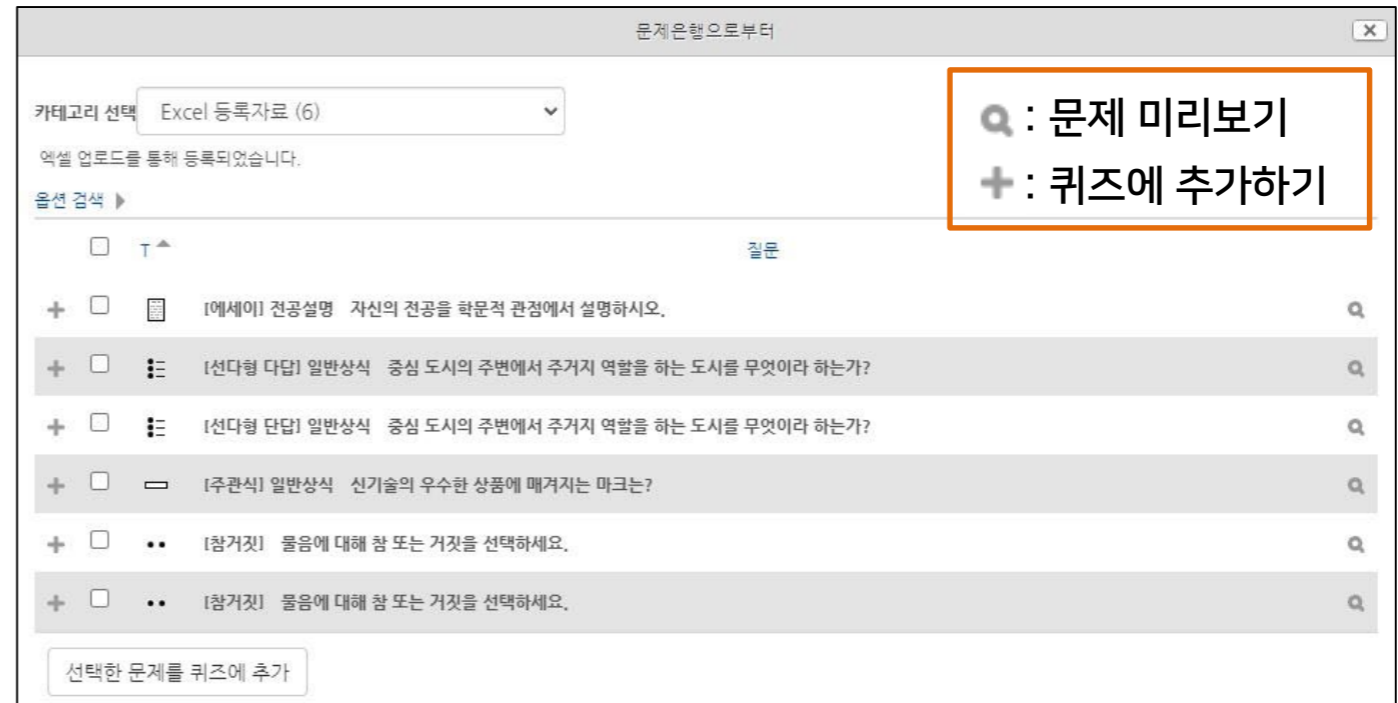 문제은행으로부터
카테고리 선택 Excel 등록자료 (6)
엑셀 업로드를 통해 등록되었습니다.
: 문제 미리보기
: 퀴즈에 추가하기
옵션 검색 ▶
T 질문
[에세이] 전공설명 자신의 전공을 학문적 관점에서 설명하시오.
[선다형 다답] 일반상식 중심 도시의 주변에서 주거지 역할을 하는 도시를 무엇이라 하는가?
[선다형 단답] 일반상식 중심 도시의 주변에서 주거지 역할을 하는 도시를 무엇이라 하는가?
[주관식] 일반상식 신기술의 우수한 상품에 매겨지는 마크는?
[참거짓] 물음에 대해 참 또는 거짓을 선택하세요.
[참거짓] 물음에 대해 참 또는 거짓을 선택하세요.
선택한 문제를 퀴즈에 추가